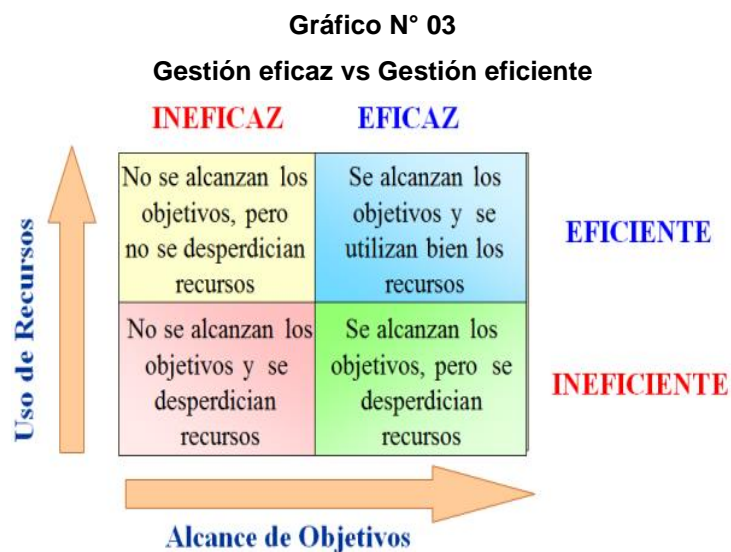 Gráfico N° 03
Gestión eficaz vs Gestión eficiente
INEFICAZ EFICAZ
No se alcanzan los
objetivos, pero
no se desperdician
recursos
Se alcanzan los
objetivos y se
utilizan bien los
recursos
EFICIENTE
Uso de Recursos
No se alcanzan los
objetivos y se
desperdician
recursos
Se alcanzan los
objetivos, pero se
desperdician
recursos
INEFICIENTE
Alcance de Objetivos